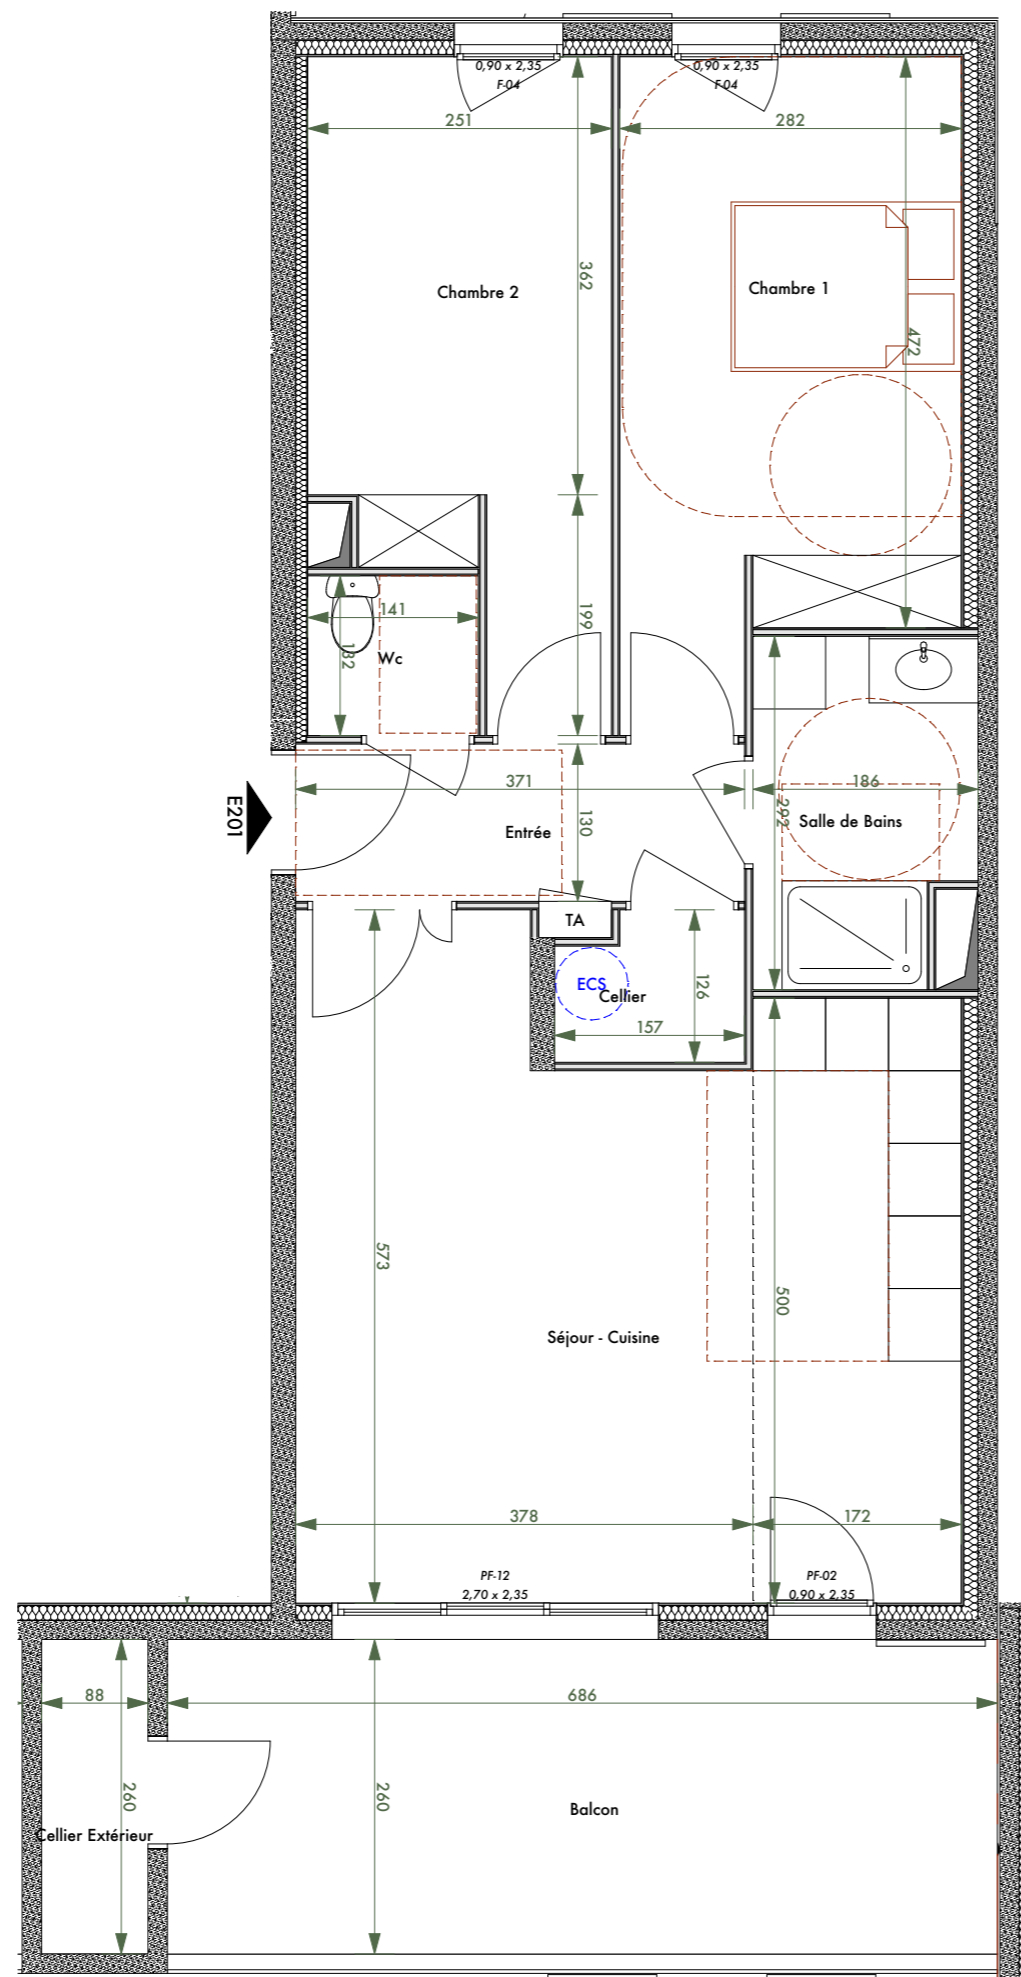 0,90 x 2,35
F-04
0,90 x 2,35
F-04
251
282
362
Chambre 2
Chambre 1
472
199
141
132
Wc
371
130
186
292
Salle de Bains
Entrée
E201
TA
ECS
Cellier
126
157
573
500
Séjour - Cuisine
378
172
PF-12
2,70 x 2,35
PF-02
0,90 x 2,35
88
686
260
260
Balcon
Cellier Extérieur